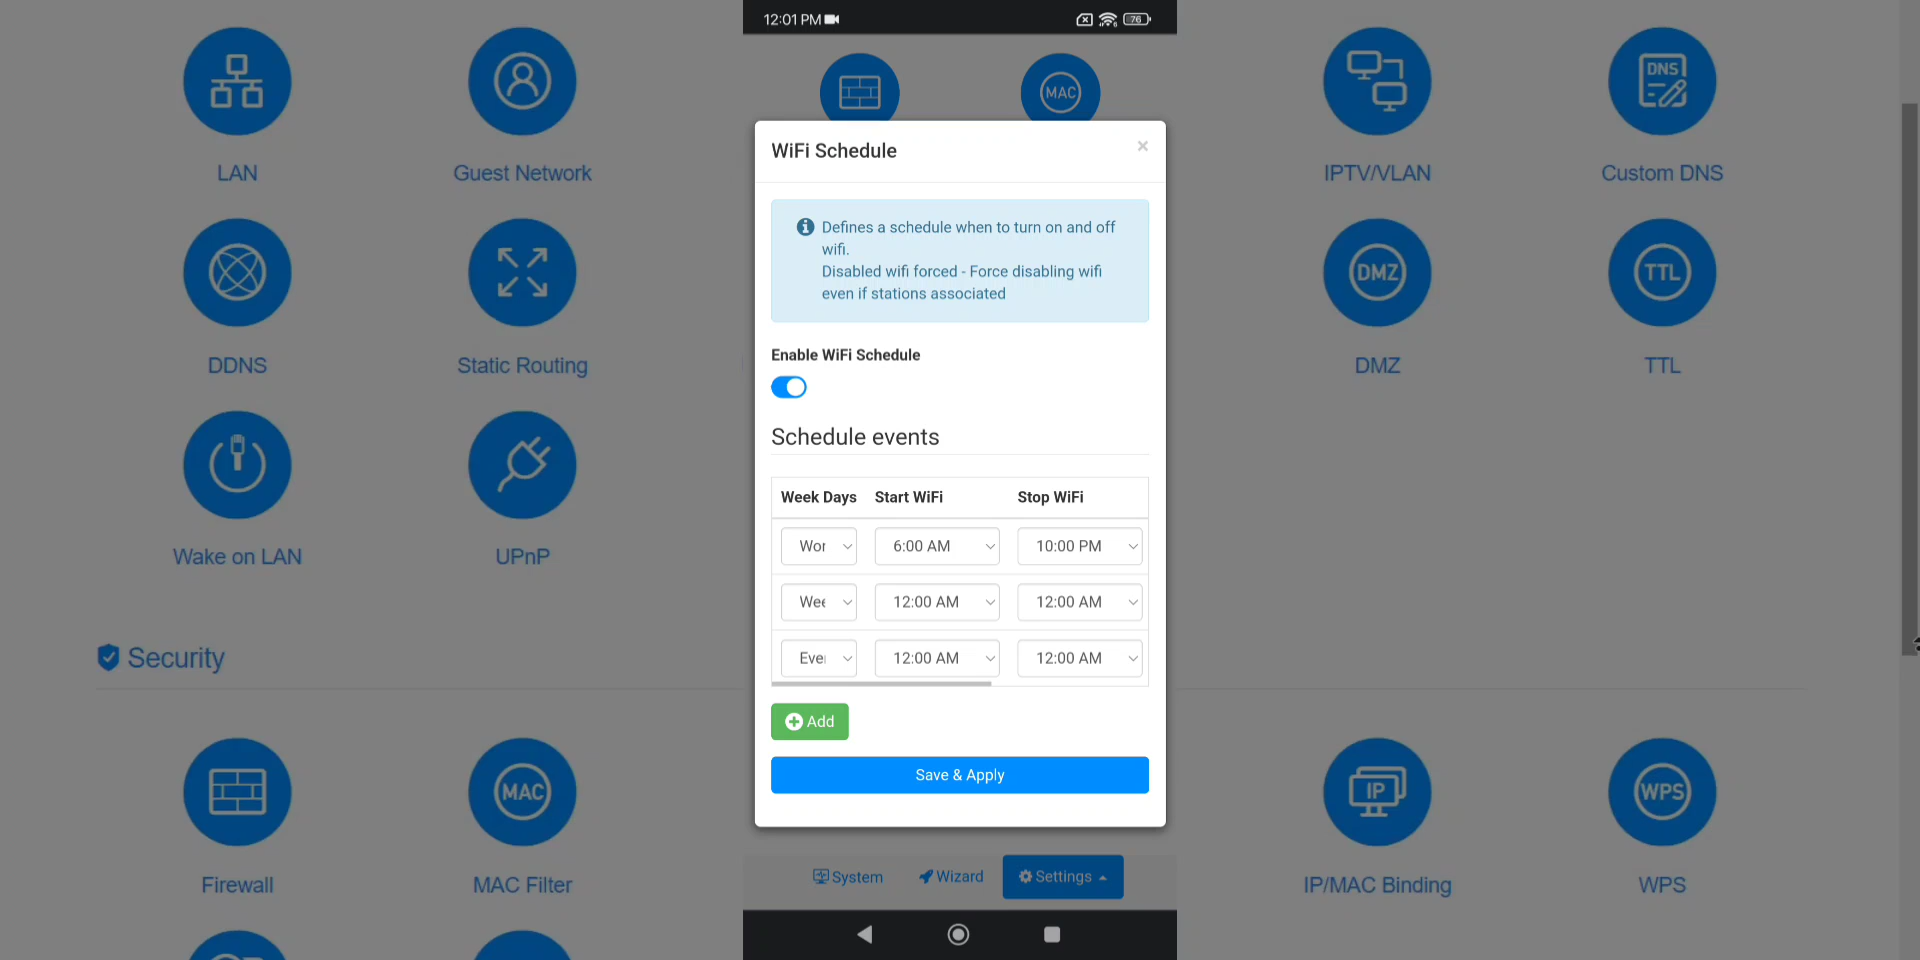 12:01 PM
76
MAC
WiFi Schedule
×
Defines a schedule when to turn on and off
wifi.
Disabled wifi forced - Force disabling wifi
even if stations associated
Enable WiFi Schedule
Schedule events
Week Days Start WiFi Stop WiFi
Wor 6:00 AM 10:00 PM
Wee 12:00 AM 12:00 AM
Ever 12:00 AM 12:00 AM
Add
Save & Apply
System Wizard Settings
DNS
LAN Guest Network IPTV/VLAN Custom DNS
DMZ TTL
DDNS Static Routing DMZ TTL
Wake on LAN UPnP
Security
MAC IP WPS
Firewall MAC Filter IP/MAC Binding WPS